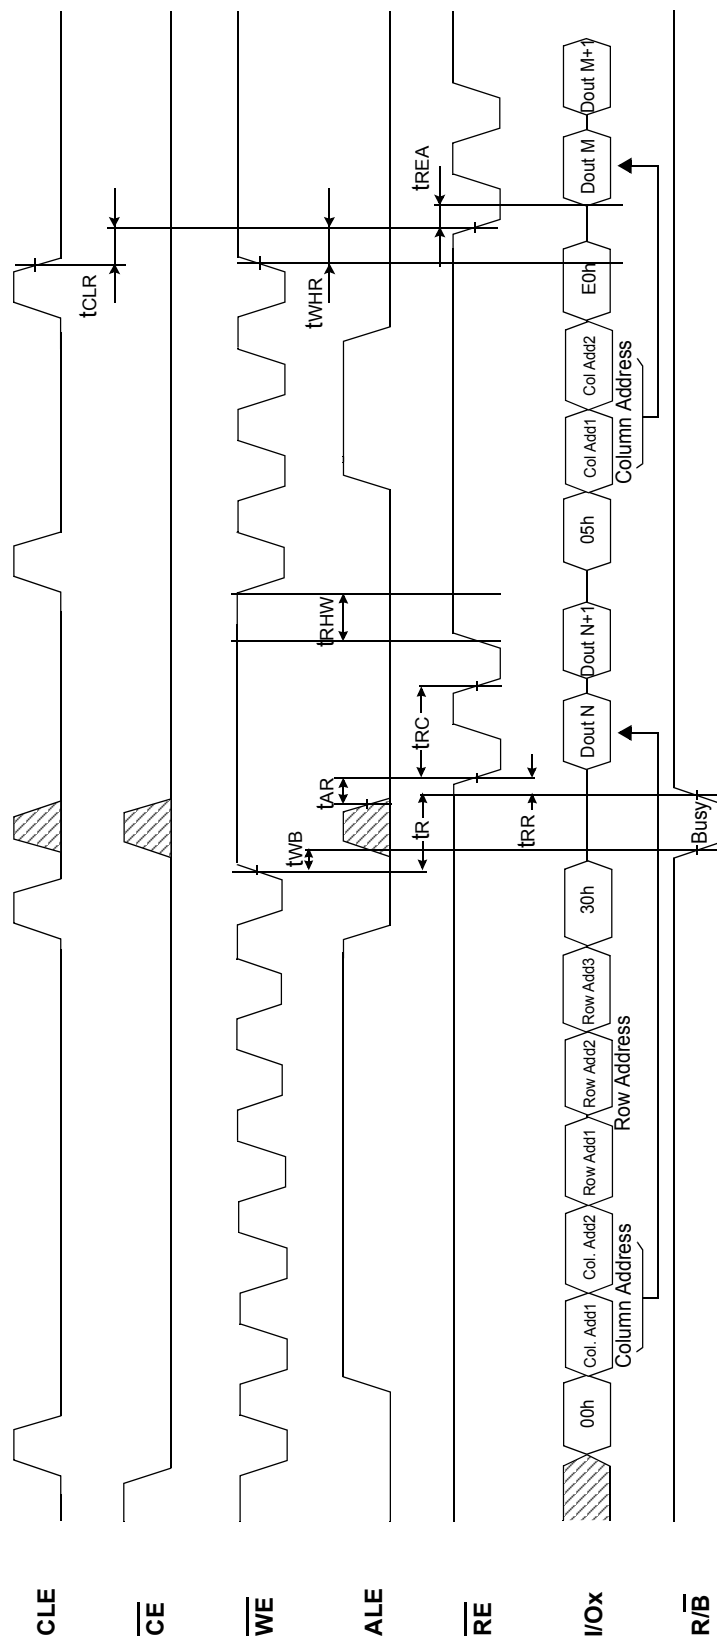 CLE
CE
WE
ALE
RE
I/Ox
R/B
tCLR
tWHR
tWB
tAR
tRHW
tR
tRC
tREA
tRR
00h
Col. Add1
Col. Add2
Row Add1
Row Add2
Row Add3
30h
Dout N
Dout N+1
05h
Col Add1
Col Add2
E0h
Dout M
Dout M+1
Column Address
Row Address
Column Address
Busy